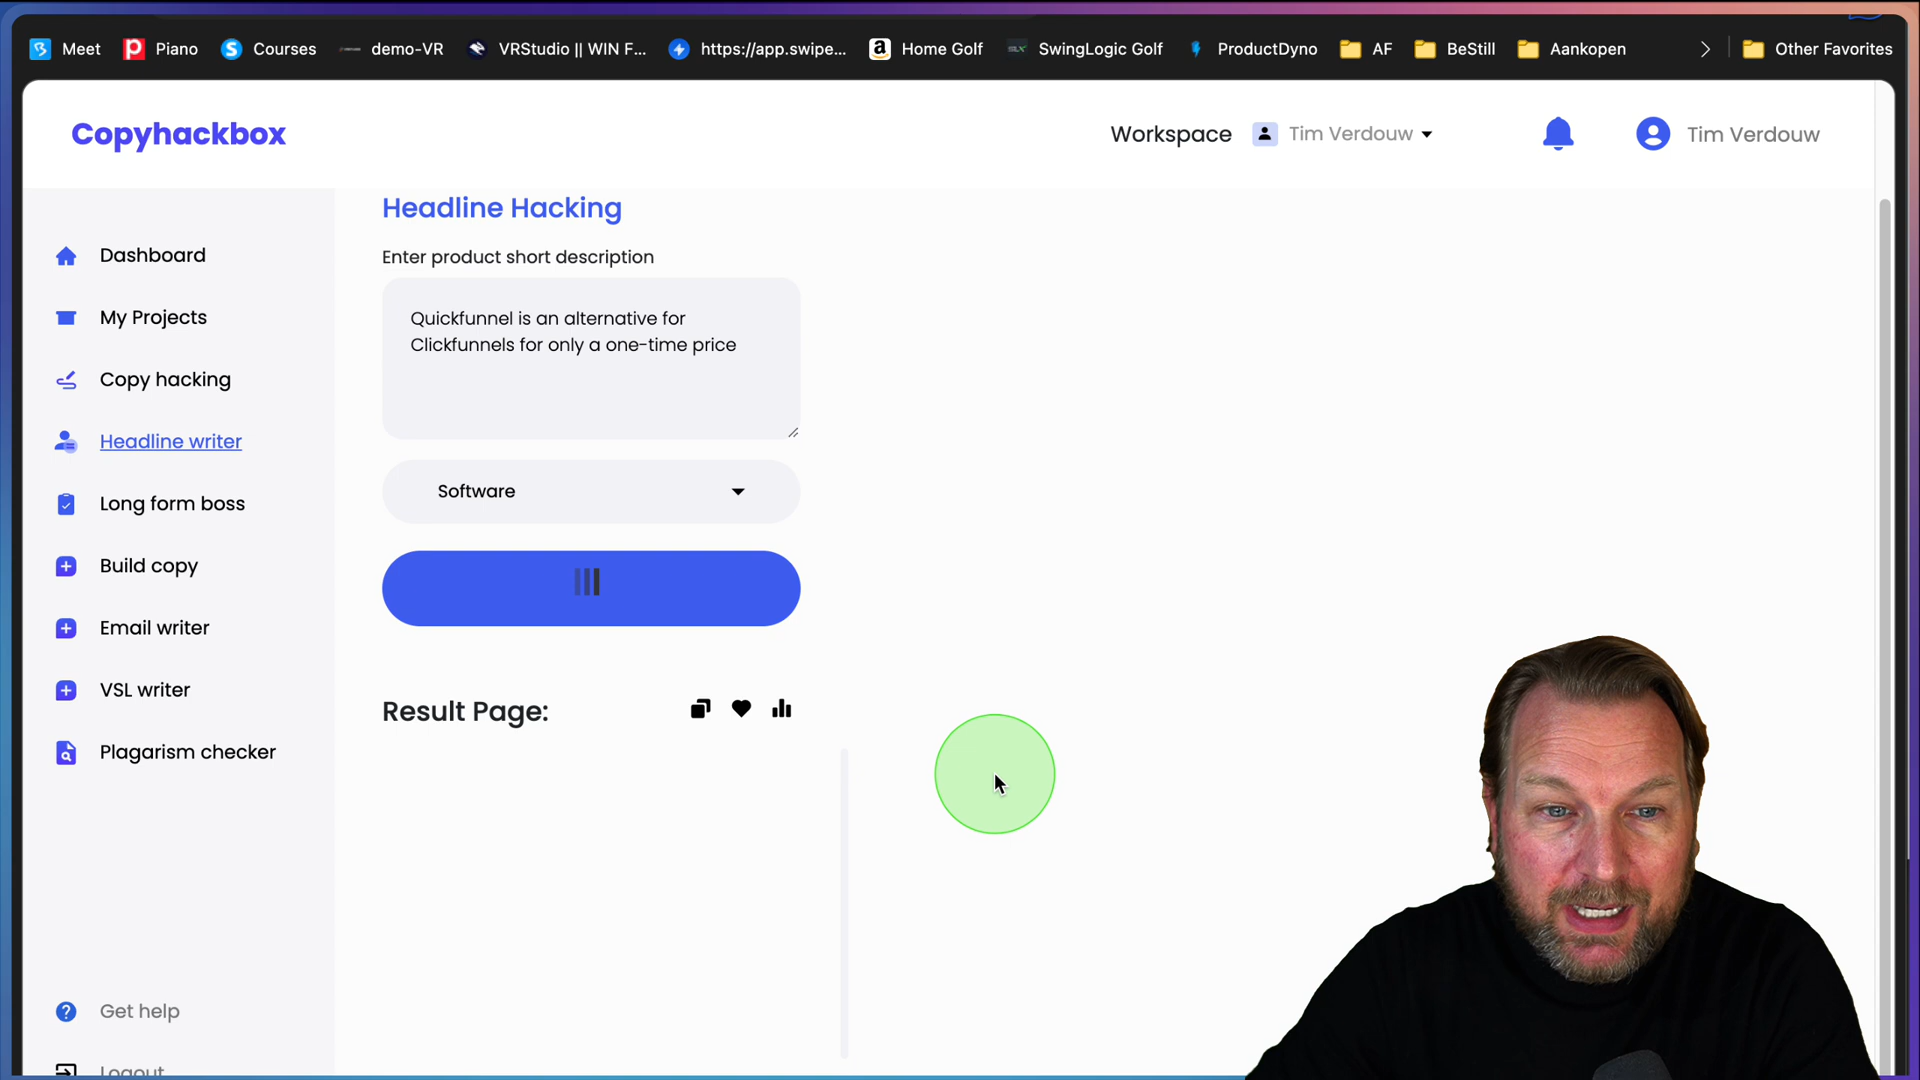 Meet
Piano
Courses
demo-VR
VRStudio || WIN F...
https://app.swipe...
Home Golf
SwingLogic Golf
ProductDyno
AF
BeStill
Aankopen
Other Favorites
Copyhackbox
Workspace
Tim Verdouw
Tim Verdouw
Dashboard
My Projects
Copy hacking
Headline writer
Long form boss
Build copy
Email writer
VSL writer
Plagarism checker
Get help
Logout
Headline Hacking
Enter product short description
Quickfunnel is an alternative for
Clickfunnels for only a one-time price
Software
Result Page: